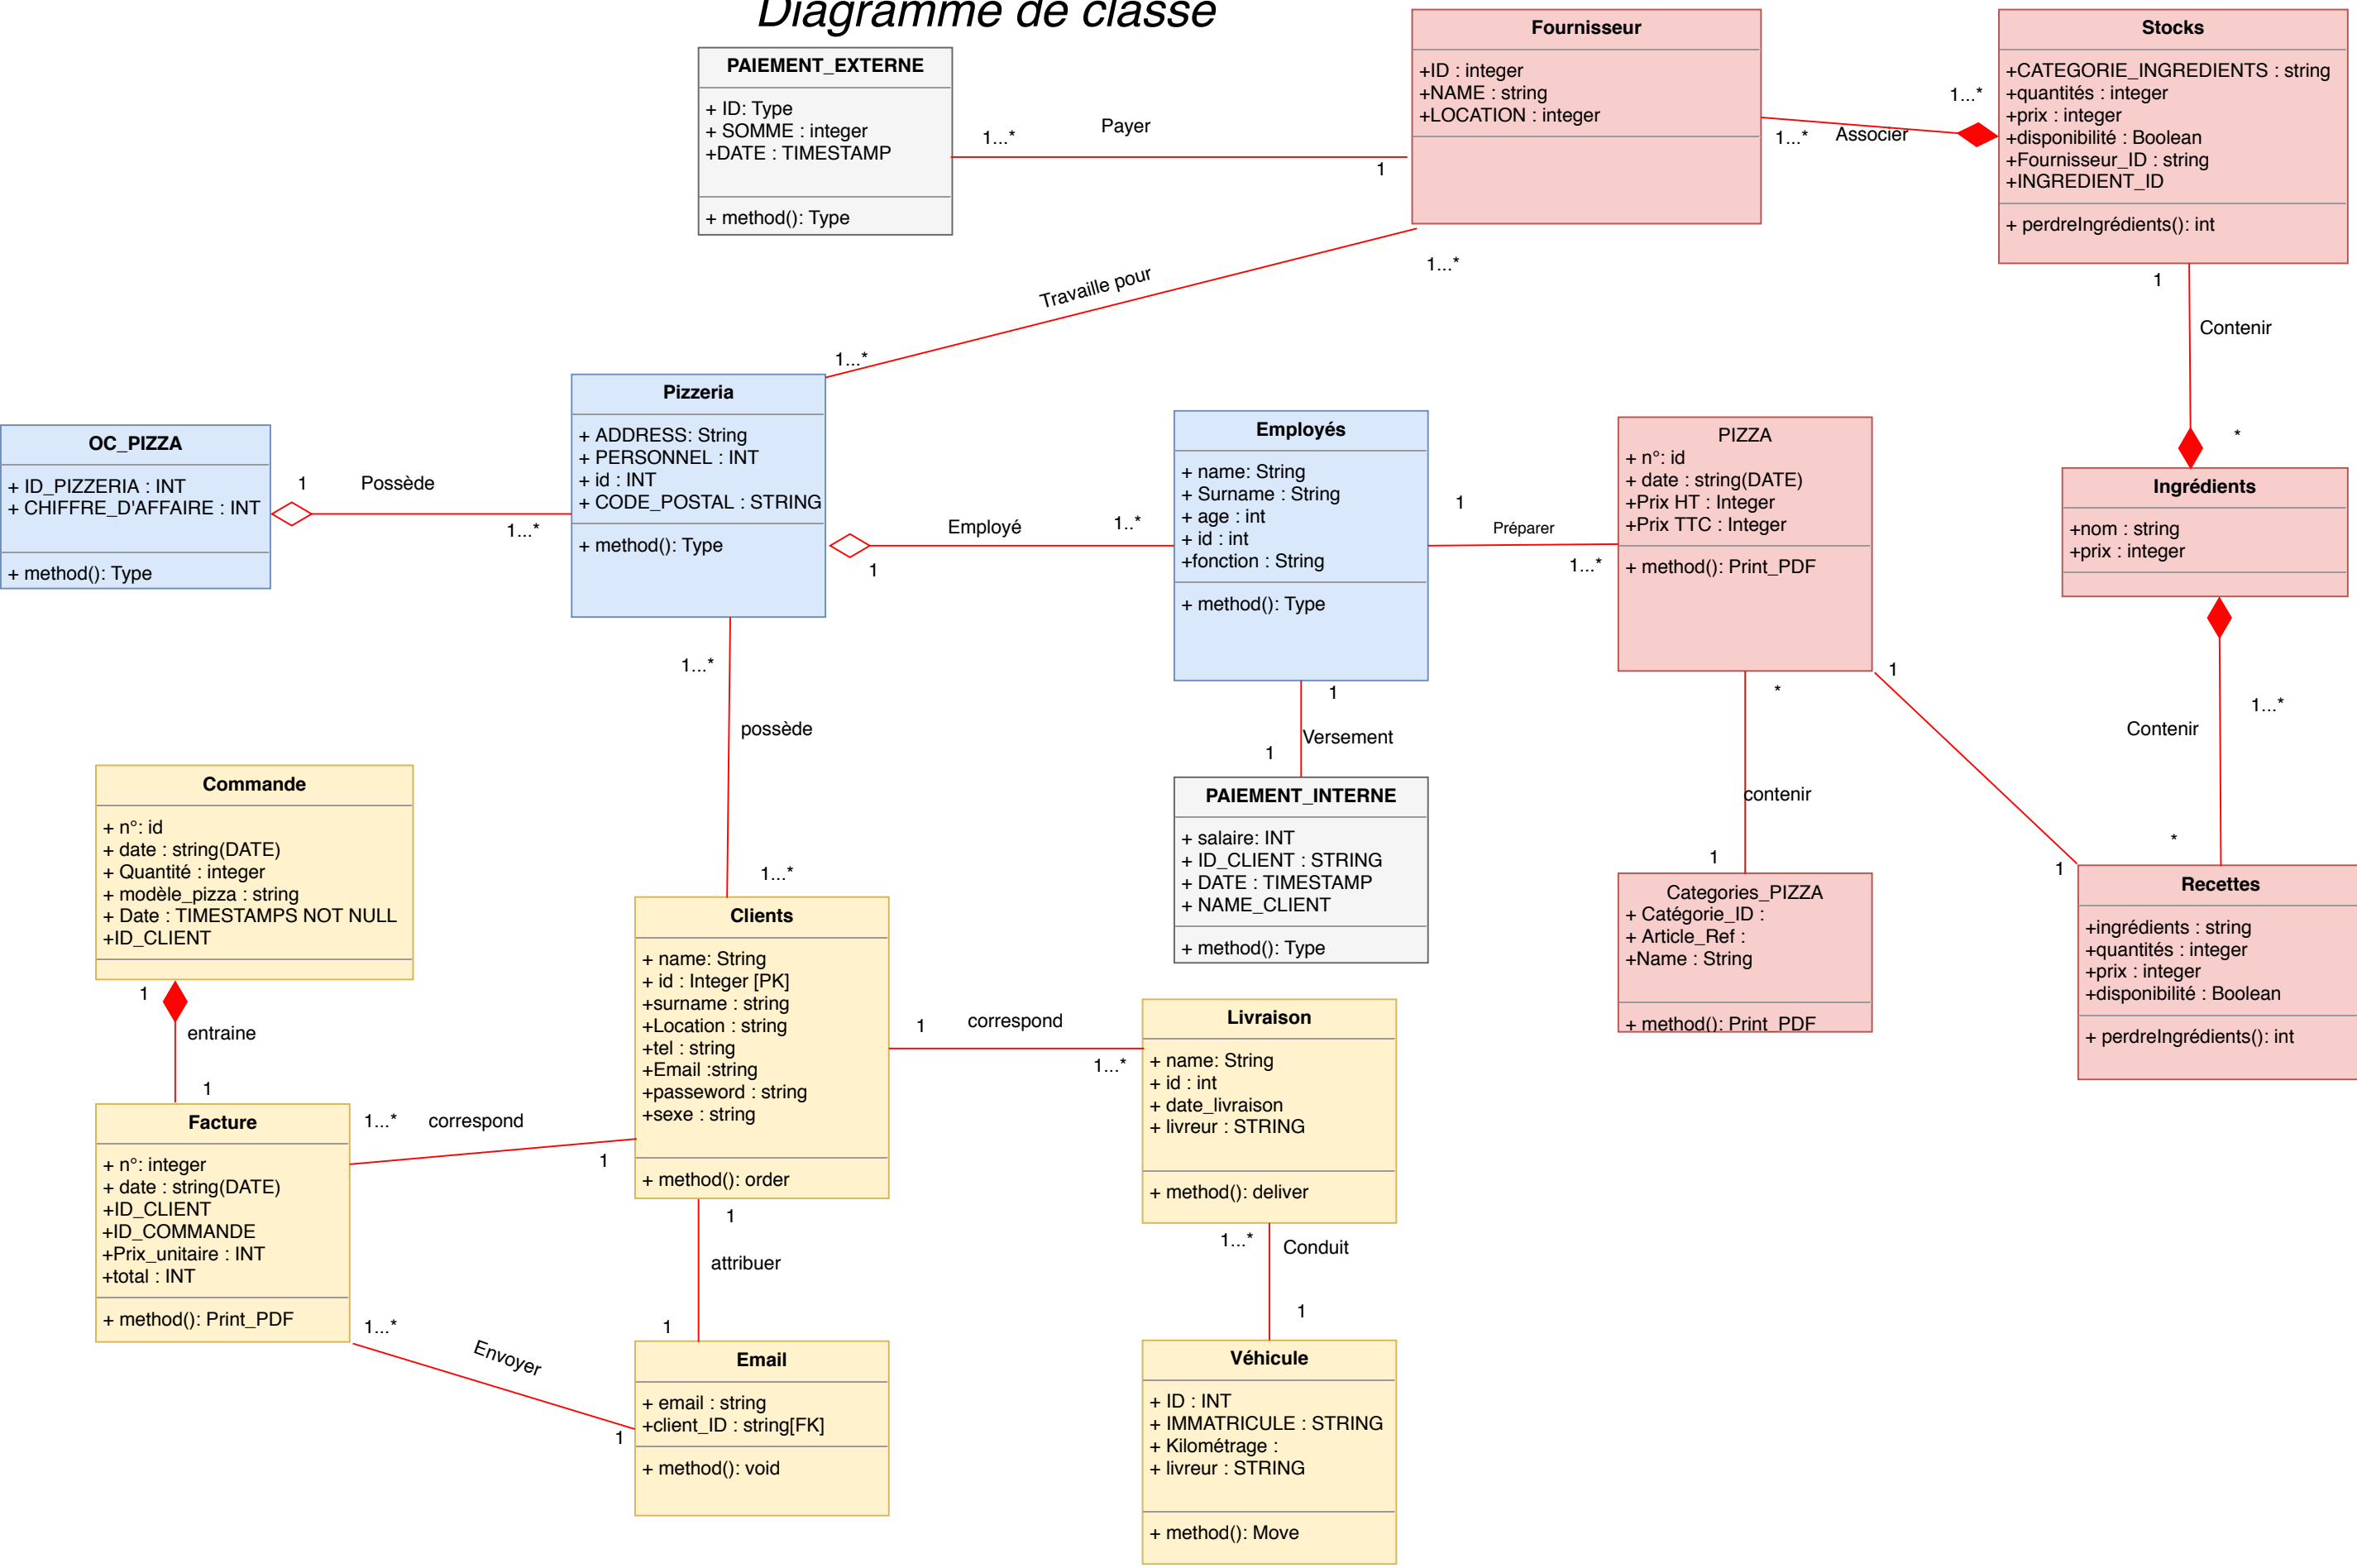 Diagramme de classe
PAIEMENT_EXTERNE
+ ID: Type
+ SOMME : integer
+DATE : TIMESTAMP
+ method(): Type
1...*
Payer
1
Fournisseur
+ID : integer
+NAME : string
+LOCATION : integer
1...*
Associer
1...*
Stocks
+CATEGORIE_INGREDIENTS : string
+quantités : integer
+prix : integer
+disponibilité : Boolean
+Fournisseur_ID : string
+INGREDIENT_ID
+ perdreIngrédients(): int
1
Contenir
*
1...*
Travaille pour
1...*
OC_PIZZA
+ ID_PIZZERIA : INT
+ CHIFFRE_D'AFFAIRE : INT
+ method(): Type
1
Possède
1...*
Pizzeria
+ ADDRESS: String
+ PERSONNEL : INT
+ id : INT
+ CODE_POSTAL : STRING
+ method(): Type
1
Employé
1..*
Employés
+ name: String
+ Surname : String
+ age : int
+ id : int
+fonction : String
+ method(): Type
1
Préparer
1...*
PIZZA
+ n°: id
+ date : string(DATE)
+Prix HT : Integer
+Prix TTC : Integer
+ method(): Print_PDF
Ingrédients
+nom : string
+prix : integer
1...*
Contenir
*
1
1
1...*
possède
1...*
1
Versement
1
PAIEMENT_INTERNE
+ salaire: INT
+ ID_CLIENT : STRING
+ DATE : TIMESTAMP
+ NAME_CLIENT
+ method(): Type
*
contenir
1
Categories_PIZZA
+ Catégorie_ID :
+ Article_Ref :
+Name : String
+ method(): Print_PDF
Recettes
+ingrédients : string
+quantités : integer
+prix : integer
+disponibilité : Boolean
+ perdreIngrédients(): int
Commande
+ n°: id
+ date : string(DATE)
+ Quantité : integer
+ modèle_pizza : string
+ Date : TIMESTAMPS NOT NULL
+ID_CLIENT
1
entraine
1
Clients
+ name: String
+ id : Integer [PK]
+surname : string
+Location : string
+tel : string
+Email :string
+passeword : string
+sexe : string
+ method(): order
1
correspond
1...*
Livraison
+ name: String
+ id : int
+ date_livraison
+ livreur : STRING
+ method(): deliver
Facture
+ n°: integer
+ date : string(DATE)
+ID_CLIENT
+ID_COMMANDE
+Prix_unitaire : INT
+total : INT
+ method(): Print_PDF
1...*
correspond
1
1
attribuer
1
1...*
Envoyer
1
Email
+ email : string
+client_ID : string[FK]
+ method(): void
1...*
Conduit
1
Véhicule
+ ID : INT
+ IMMATRICULE : STRING
+ Kilométrage :
+ livreur : STRING
+ method(): Move